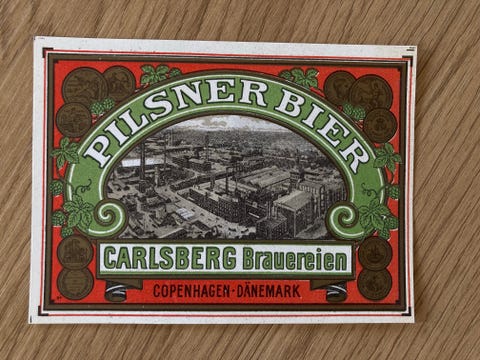 PILSNER BIER
CARLSBERG Brauereien
COPENHAGEN-DÄNEMARK